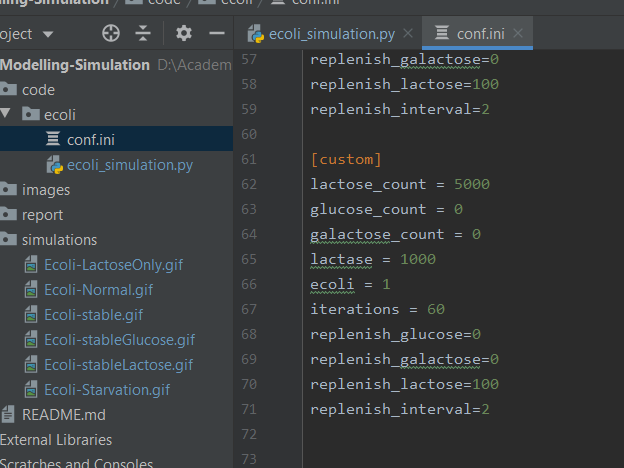 code ecoli conf.ini
oject
Modelling-Simulation D:\Academ
code
ecoli
conf.ini
ecoli_simulation.py
images
report
simulations
Ecoli-LactoseOnly.gif
Ecoli-Normal.gif
Ecoli-stable.gif
Ecoli-stableGlucose.gif
Ecoli-stableLactose.gif
Ecoli-Starvation.gif
README.md
External Libraries
Scratches and Consoles
ecoli_simulation.py conf.ini
57 replenish_galactose=0
58 replenish_lactose=100
59 replenish_interval=2
60
61 [custom]
62 lactose_count = 5000
63 glucose_count = 0
64 galactose_count = 0
65 lactase = 1000
66 ecoli = 1
67 iterations = 60
68 replenish_glucose=0
69 replenish_galactose=0
70 replenish_lactose=100
71 replenish_interval=2
72
73